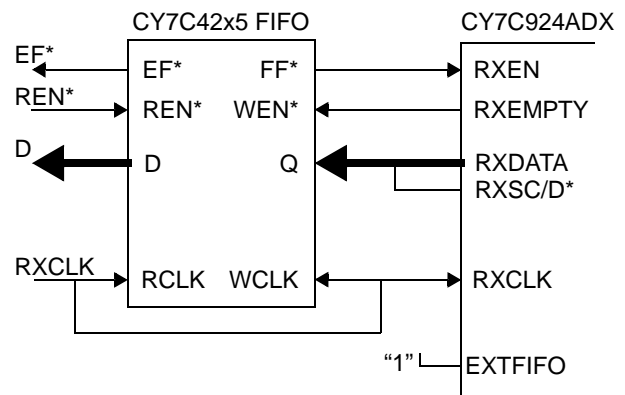 CY7C42x5 FIFO CY7C924ADX
EF* EF* FF* RXEN
REN* REN* WEN* RXEMPTY
D D Q RXDATA
RXSC/D*
RXCLK RCLK WCLK RXCLK
“1” EXTFIFO